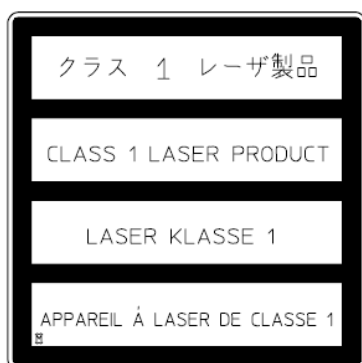 クラス 1 レーザ製品
CLASS 1 LASER PRODUCT
LASER KLASSE 1
APPAREIL Á LASER DE CLASSE 1